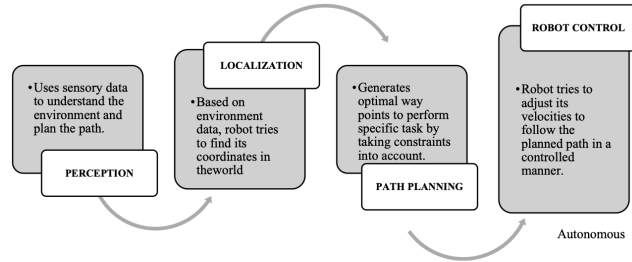 •Uses sensory data
to understand the
environment and
plan the path.
PERCEPTION
LOCALIZATION
•Based on
environment
data, robot tries
to find its
coordinates in
theworld
•Generates
optimal way
points to perform
specific task by
taking constraints
into account.
PATH PLANNING
ROBOT CONTROL
•Robot tries to
adjust its
velocities to
follow the
planned path in a
controlled
manner.
Autonomous